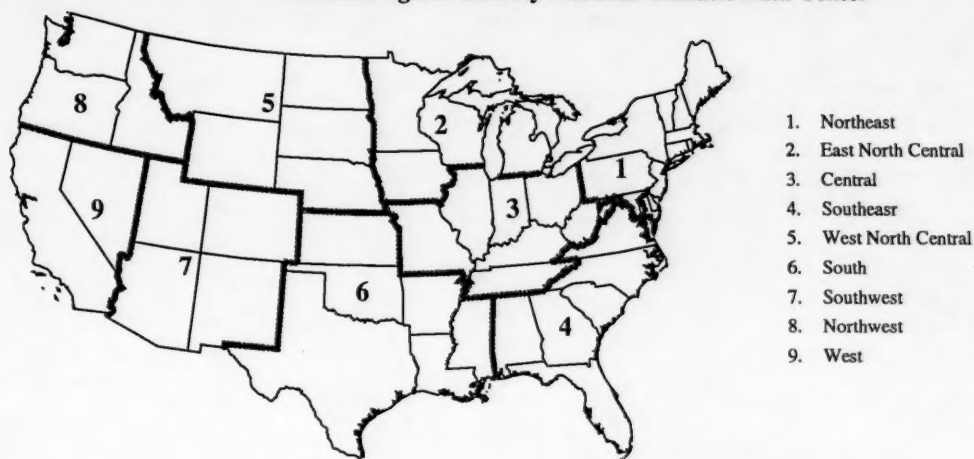 8
5
2
1
9
3
7
6
4
1. Northeast
2. East North Central
3. Central
4. Southeasr
5. West North Central
6. South
7. Southwest
8. Northwest
9. West